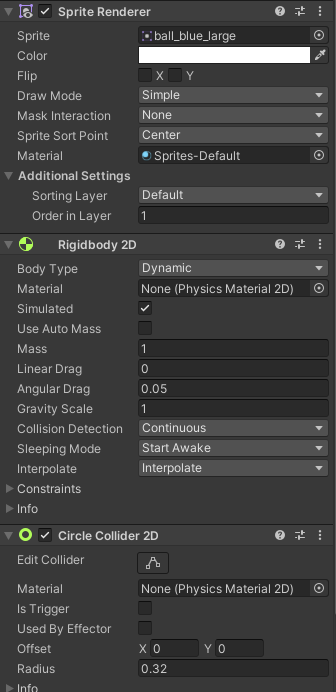 Sprite Renderer
Sprite ball_blue_large
Color
Flip X Y
Draw Mode Simple
Mask Interaction None
Sprite Sort Point Center
Material Sprites-Default
Additional Settings
Sorting Layer Default
Order in Layer 1
Rigidbody 2D
Body Type Dynamic
Material None (Physics Material 2D)
Simulated
Use Auto Mass
Mass 1
Linear Drag 0
Angular Drag 0.05
Gravity Scale 1
Collision Detection Continuous
Sleeping Mode Start Awake
Interpolate Interpolate
Constraints
Info
Circle Collider 2D
Edit Collider
Material None (Physics Material 2D)
Is Trigger
Used By Effector
Offset X 0 Y 0
Radius 0.32
Info